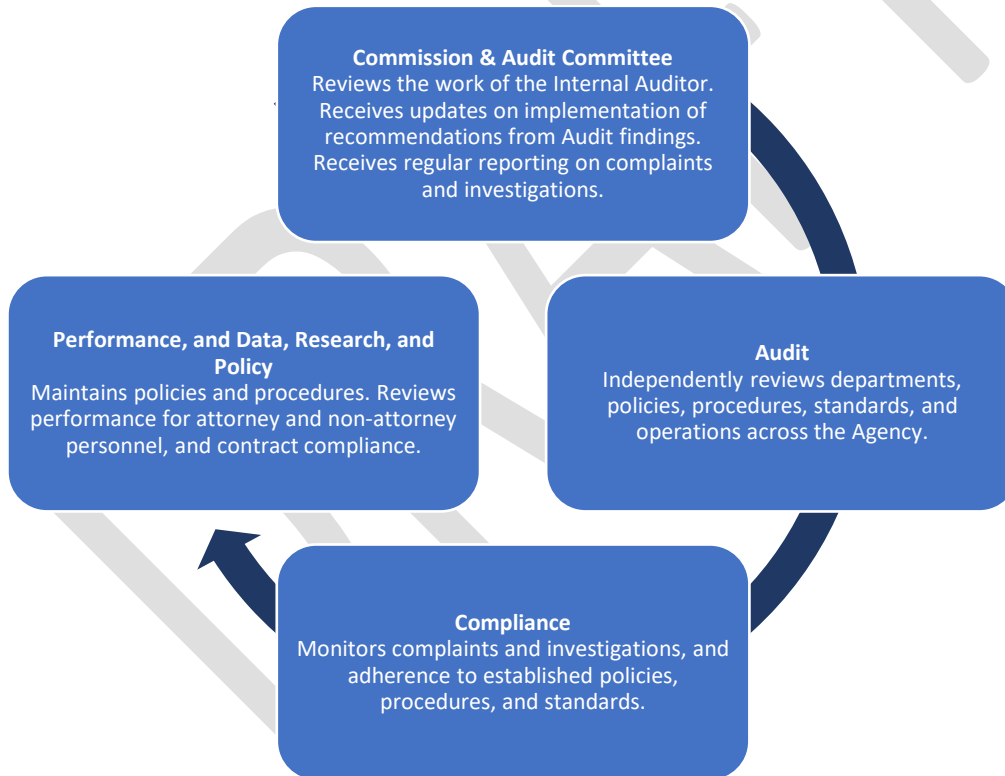 Commission & Audit Committee
Reviews the work of the Internal Auditor.
Receives updates on implementation of
recommendations from Audit findings.
Receives regular reporting on complaints
and investigations.
Performance, and Data, Research, and
Policy
Maintains policies and procedures. Reviews
performance for attorney and non-attorney
personnel, and contract compliance.
Audit
Independently reviews departments,
policies, procedures, standards, and
operations across the Agency.
Compliance
Monitors complaints and investigations, and
adherence to established policies,
procedures, and standards.